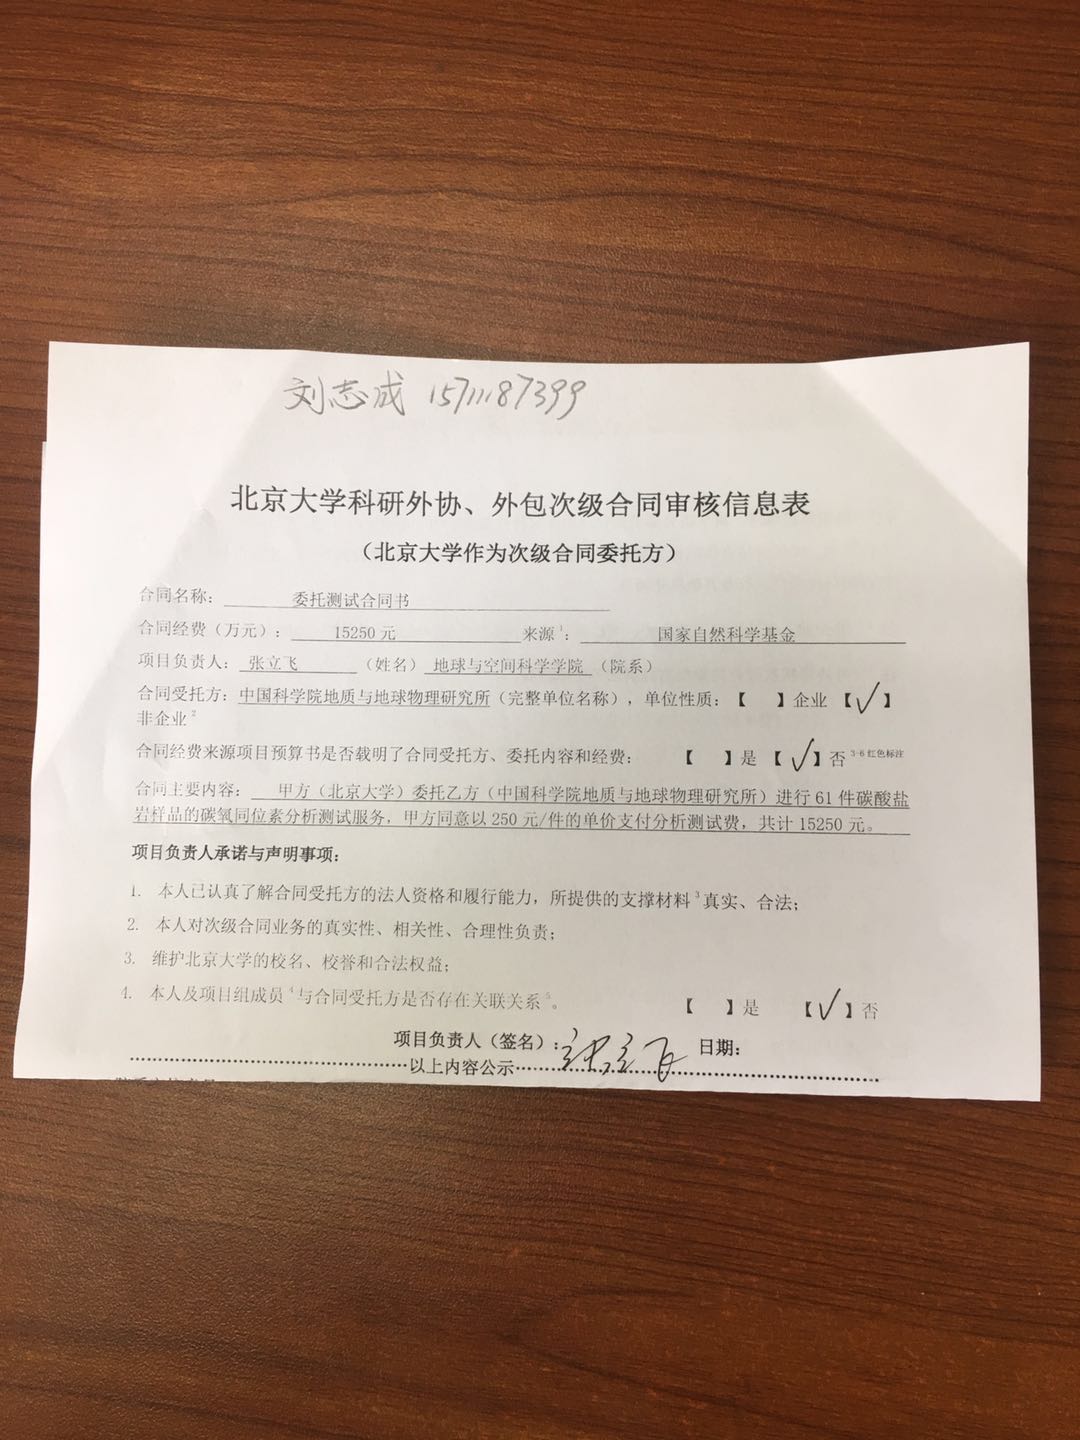 刘志成 15711187399
北京大学科研外协、外包次级合同审核信息表
（北京大学作为次级合同委托方）
合同名称： 委托测试合同书
合同经费（万元）： 15250 元 来源1： 国家自然科学基金
项目负责人： 张立飞 （姓名） 地球与空间科学学院 （院系）
合同受托方：中国科学院地质与地球物理研究所（完整单位名称），单位性质：【 】企业 【√】
非企业2
合同经费来源项目预算书是否载明了合同受托方、委托内容和经费： 【 】是 【√】否 3-6 红色标注
合同主要内容： 甲方（北京大学）委托乙方（中国科学院地质与地球物理研究所）进行 61 件碳酸盐
岩样品的碳氧同位素分析测试服务，甲方同意以 250 元/件的单价支付分析测试费，共计 15250 元。
项目负责人承诺与声明事项：
1. 本人已认真了解合同受托方的法人资格和履行能力，所提供的支撑材料3真实、合法；
2. 本人对次级合同业务的真实性、相关性、合理性负责；
3. 维护北京大学的校名、校誉和合法权益；
4. 本人及项目组成员4与合同受托方是否存在关联关系5。 【 】是 【√】否
项目负责人（签名）：张立飞 日期：
……………………………以上内容公示……………………………………